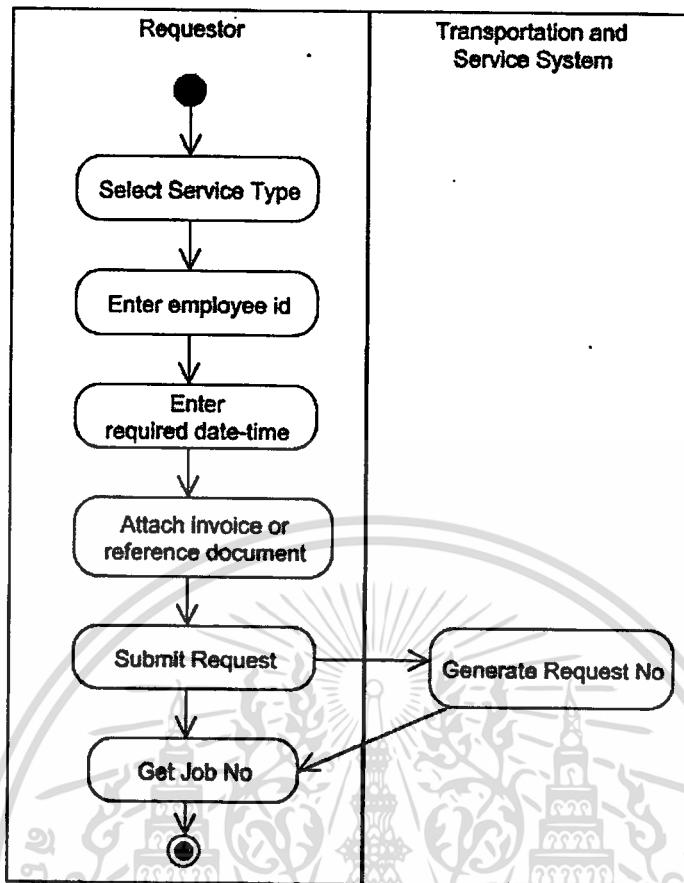 Requestor
Transportation and
Service System
Select Service Type
Enter employee id
Enter
required date-time
Attach invoice or
reference document
Submit Request
Generate Request No
Get Job No